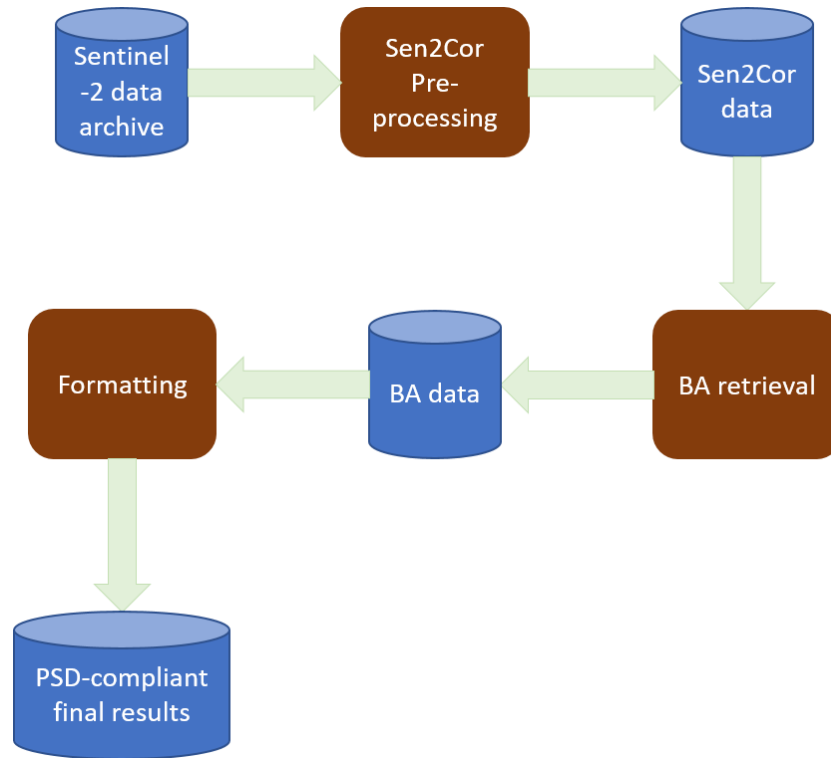 Sentinel
-2 data
archive
Sen2Cor
Pre-
processing
Sen2Cor
data
Formatting
BA data
BA retrieval
PSD-compliant
final results